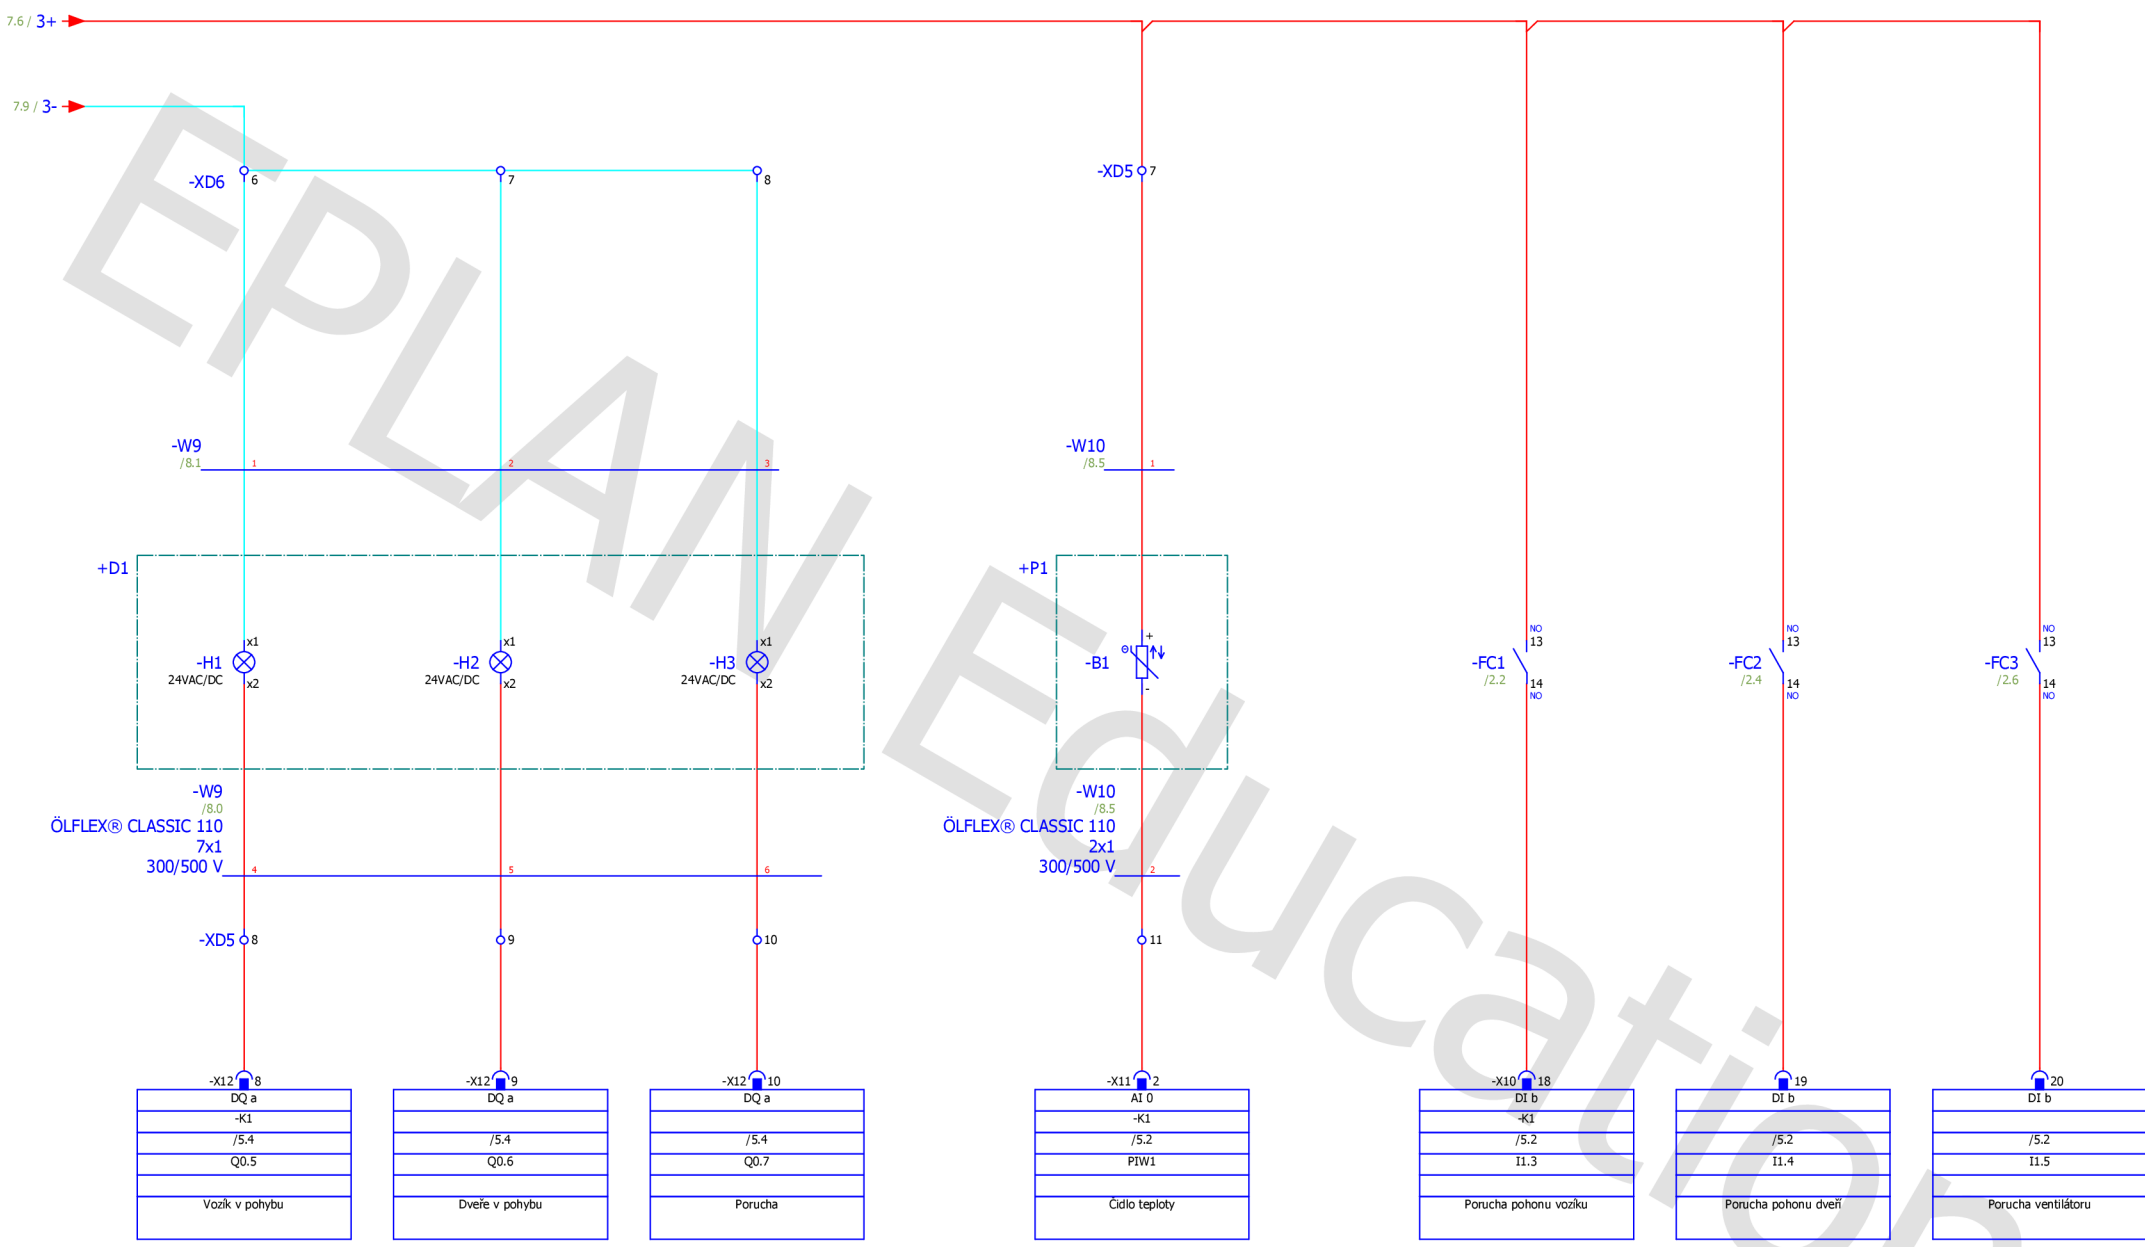 7.6 / 3+
7.9 / 3-
-XD6 6 7 8
-XD5 7
-W9
/8.1 1 2 3
-W10
/8.5 1
+D1
+P1
-H1
24VAC/DC
x1
x2
-H2
24VAC/DC
x1
x2
-H3
24VAC/DC
x1
x2
-B1
+
-
Θ
NO
13
-FC1
/2.2
14
NO
NO
13
-FC2
/2.4
14
NO
NO
13
-FC3
/2.6
14
NO
-W9
/8.0
ÖLFLEX® CLASSIC 110
7x1
300/500 V
4 5 6
-W10
/8.5
ÖLFLEX® CLASSIC 110
2x1
300/500 V
2
-XD5 8 9 10 11
-X12 8
DQ a
-K1
/5.4
Q0.5
Vozík v pohybu
-X12 9
DQ a
/5.4
Q0.6
Dveře v pohybu
-X12 10
DQ a
/5.4
Q0.7
Porucha
-X11 2
AI 0
-K1
/5.2
PIW1
Čidlo teploty
-X10 18
DI b
-K1
/5.2
I1.3
Porucha pohonu vozíku
19
DI b
/5.2
I1.4
Porucha pohonu dveří
20
DI b
/5.2
I1.5
Porucha ventilátoru
EPLAN Education